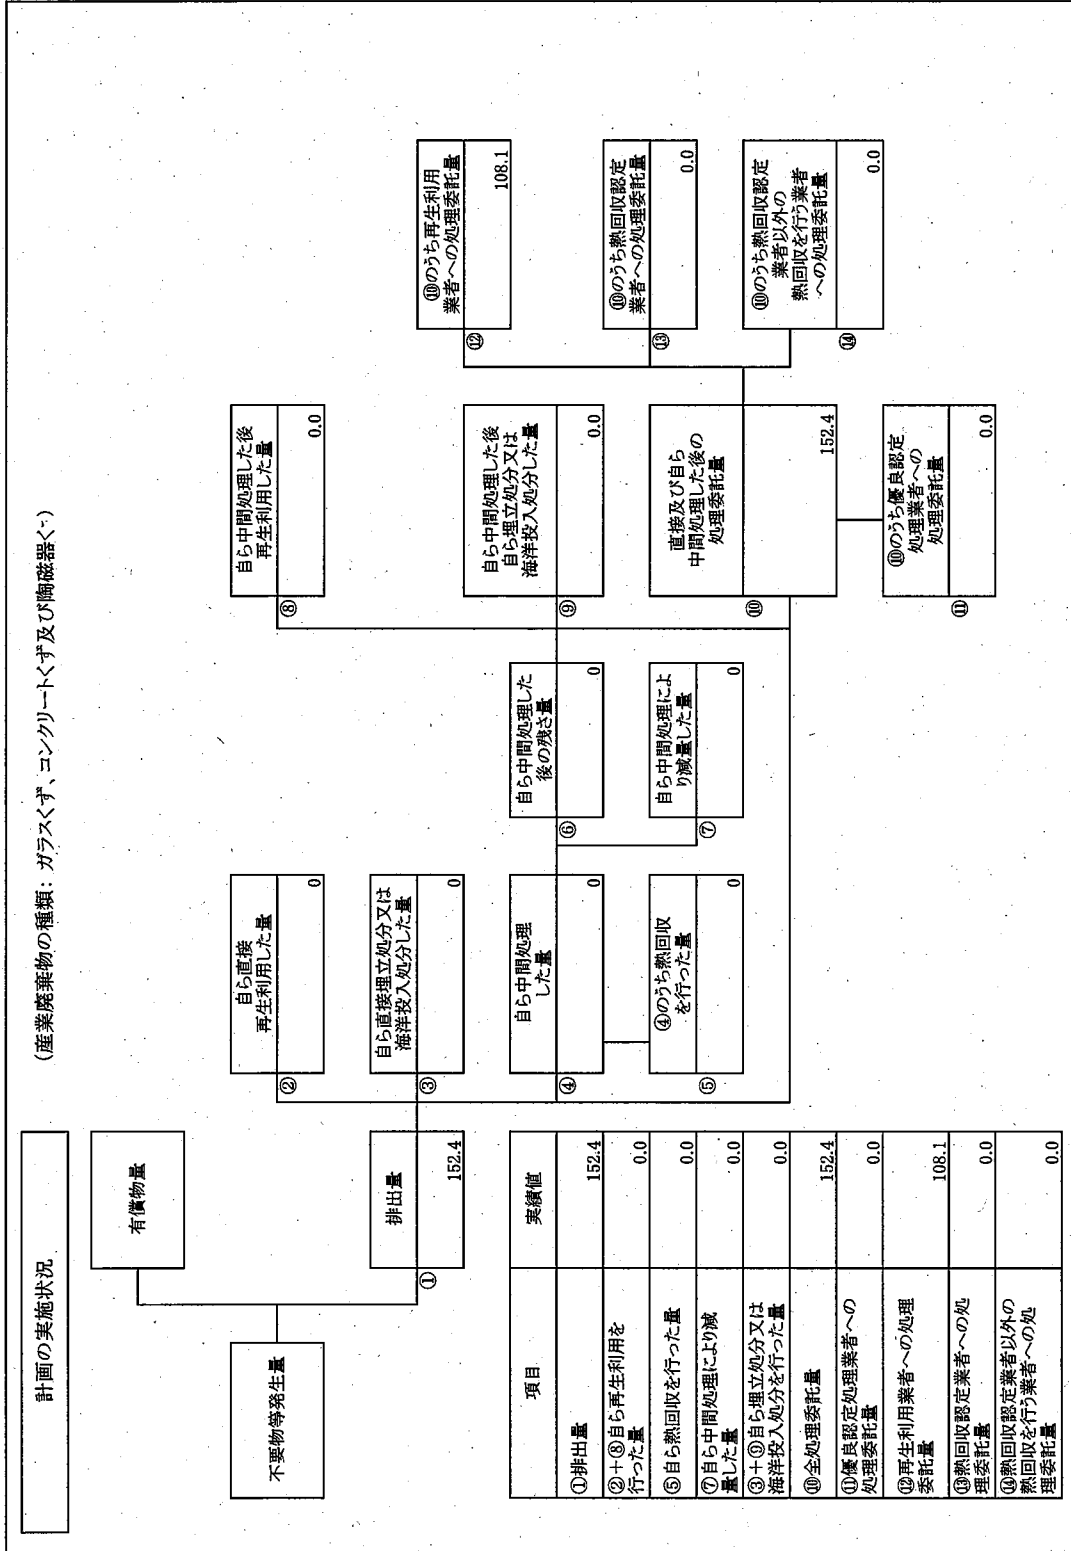 計画の実施状況
(産業廃棄物の種類：ガラスくず、コンクリートくず及び陶磁器く
不要物等発生量
有償物量
①
排出量
152.4
②
自ら直接
再生利用した量
0
③
自ら直接埋立処分又は
海洋投入処分した量
0
④
自ら中間処理
した量
0
⑤
④のうち熱回収
を行った量
0
⑥
自ら中間処理した
後の残さ量
0
⑦
自ら中間処理によ
り減量した量
0
⑧
自ら中間処理した後
再生利用した量
0.0
⑨
自ら中間処理した後
自ら埋立処分又は
海洋投入処分した量
0.0
⑩
直接及び自ら
中間処理した後の
処理委託量
152.4
⑪
⑩のうち優良認定
処理業者への
処理委託量
0.0
⑫
⑩のうち再生利用
業者への処理委託量
108.1
⑬
⑩のうち熱回収認定
業者への処理委託量
0.0
⑭
⑩のうち熱回収認定
業者以外の
熱回収を行う業者
への処理委託量
0.0
項目 実績値
①排出量 152.4
②＋⑧自ら再生利用を
行った量 0.0
⑤自ら熱回収を行った量 0.0
⑦自ら中間処理により減
量した量 0.0
③＋⑨自ら埋立処分又は
海洋投入処分を行った量 0.0
⑩全処理委託量 152.4
⑪優良認定処理業者への
処理委託量 0.0
⑫再生利用業者への処理
委託量 108.1
⑬熱回収認定業者への処
理委託量 0.0
⑭熱回収認定業者以外の
熱回収を行う業者への処
理委託量 0.0